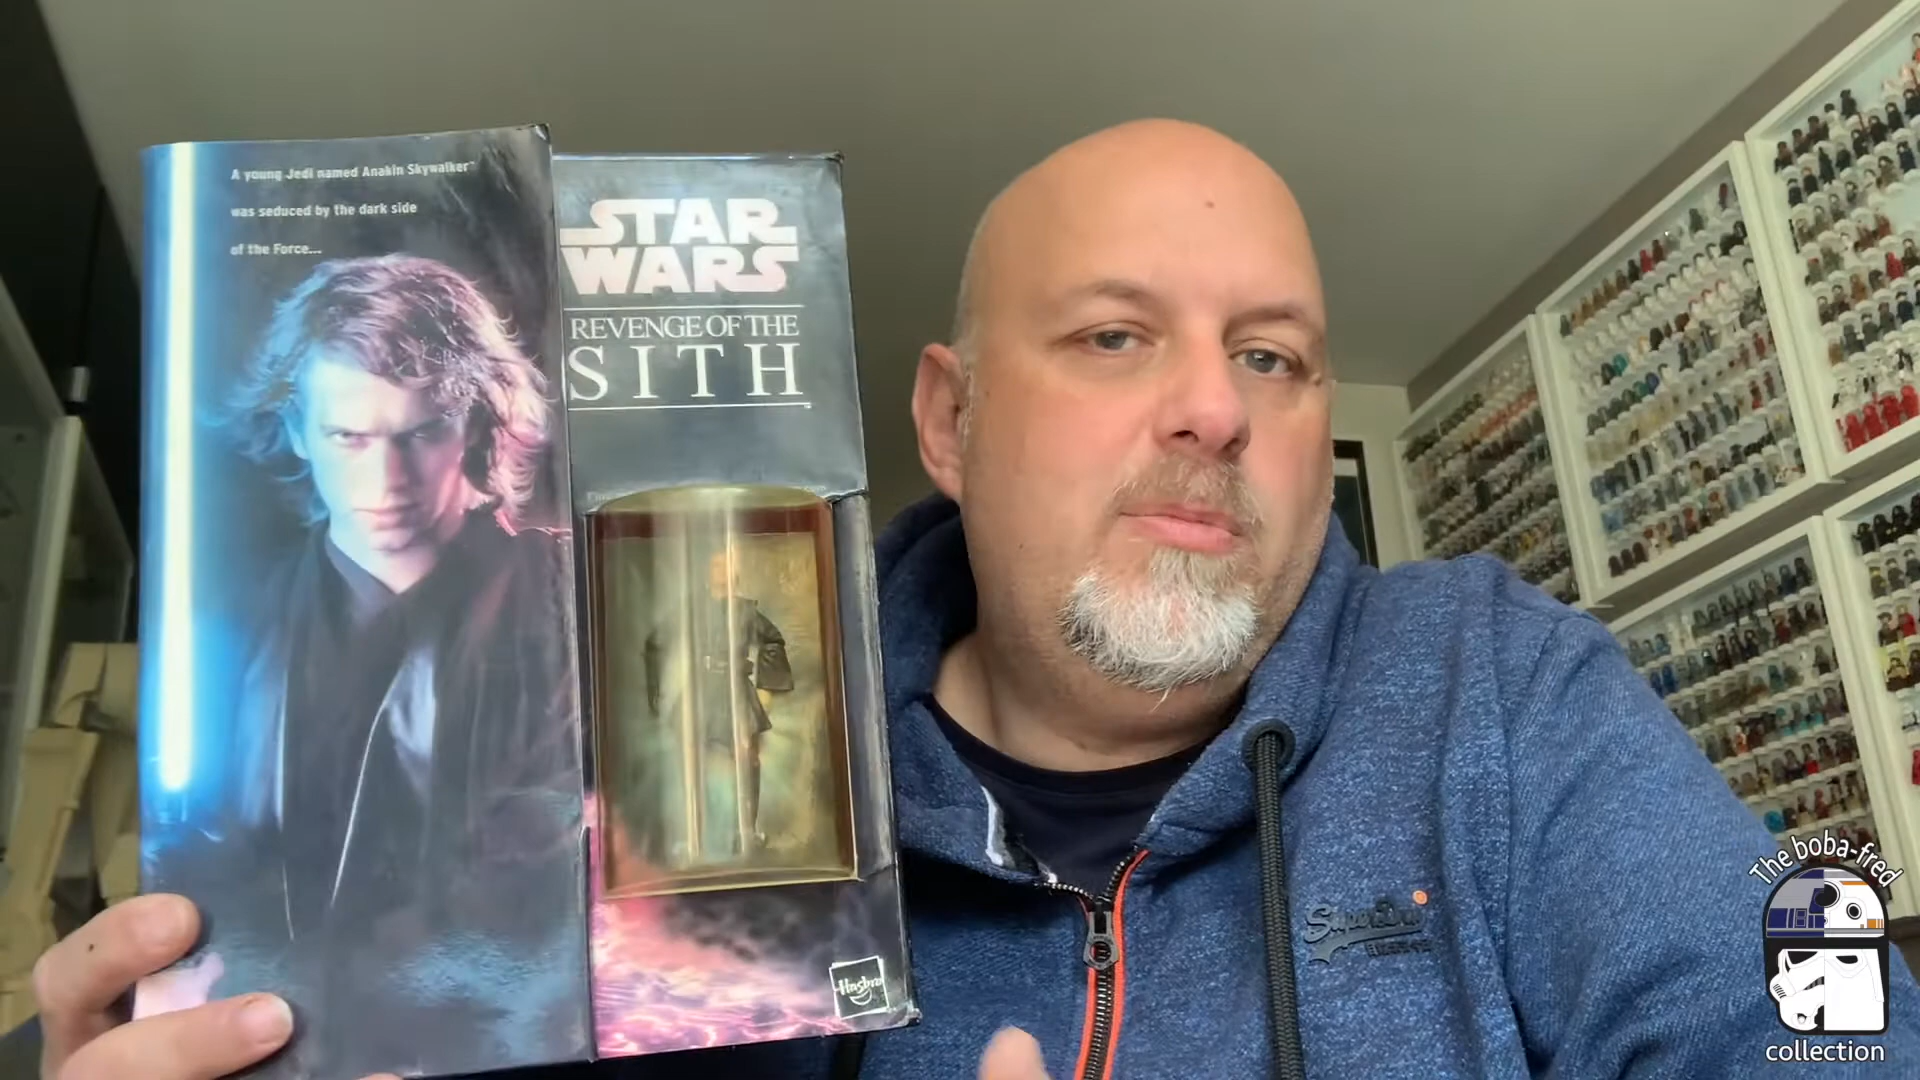 A young Jedi named Anakin Skywalker™
was seduced by the dark side
of the Force...
STAR
WARS
REVENGE OF THE
SITH
Hasbro
Superdry
The boba-fred
collection